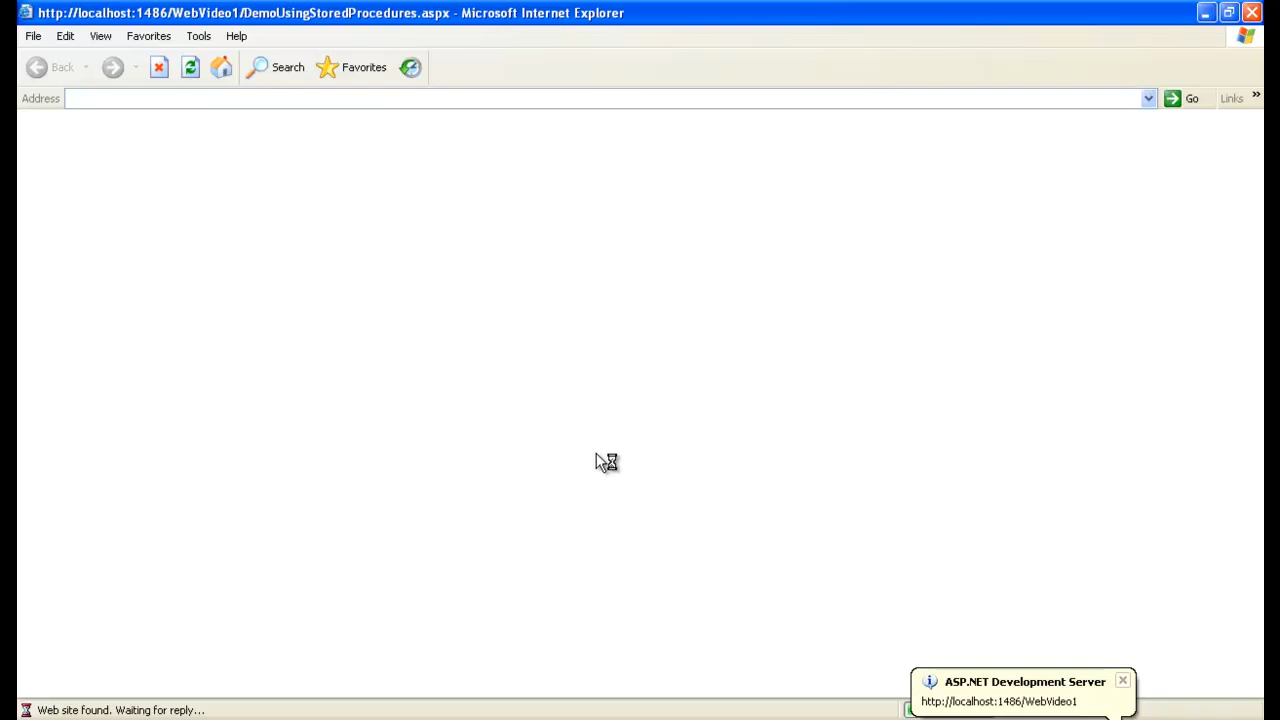 http://localhost:1486/WebVideo1/DemoUsingStoredProcedures.aspx - Microsoft Internet Explorer
File Edit View Favorites Tools Help
Back Search Favorites
Address Go Links »
ASP.NET Development Server
http://localhost:1486/WebVideo1
Web site found. Waiting for reply...